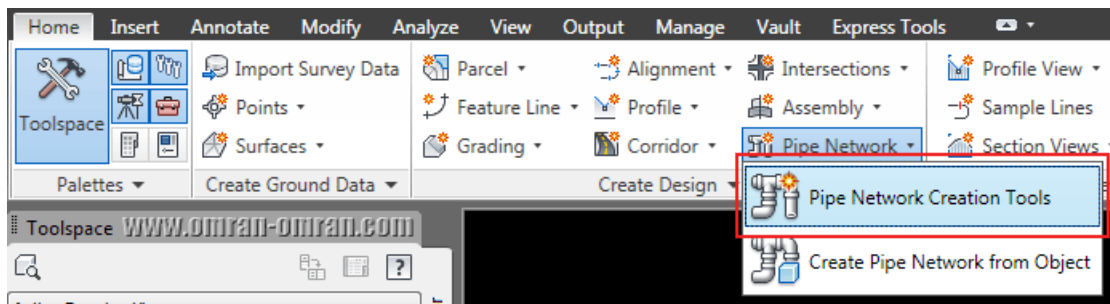 Home Insert Annotate Modify Analyze View Output Manage Vault Express Tools
Toolspace
Import Survey Data
Points
Surfaces
Parcel
Feature Line
Grading
Alignment
Profile
Corridor
Intersections
Assembly
Pipe Network
Profile View
Sample Lines
Section Views
Palettes
Create Ground Data
Create Design
Pipe Network Creation Tools
Create Pipe Network from Object
Toolspace www.omran-omran.com
?